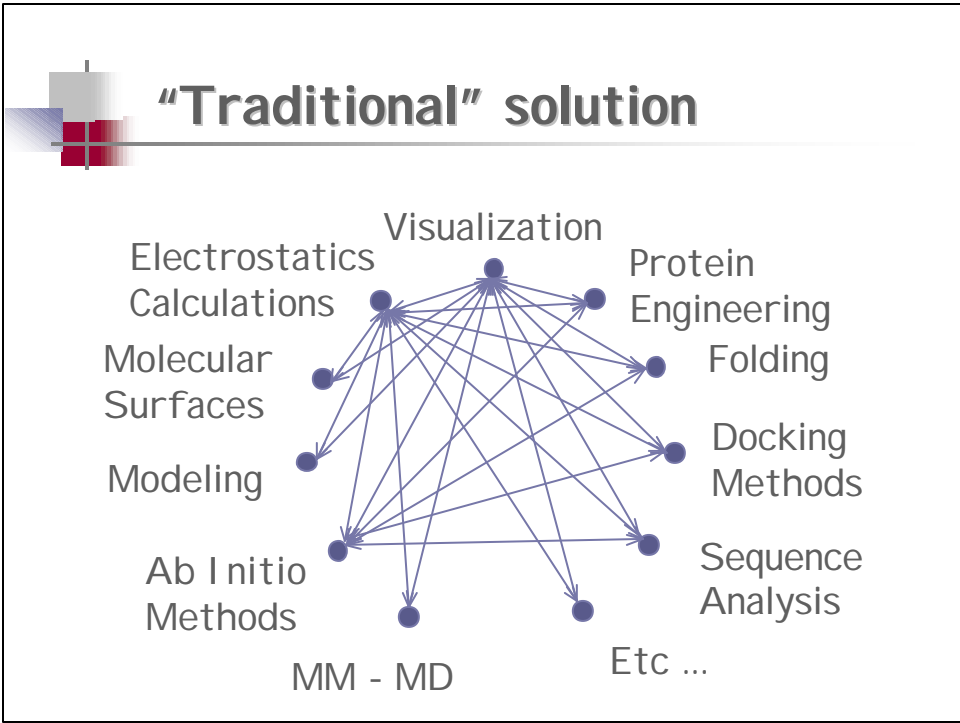 “Traditional” solution
Visualization
Electrostatics
Calculations
Protein
Engineering
Molecular
Surfaces
Folding
Modeling
Docking
Methods
Ab Initio
Methods
Sequence
Analysis
MM - MD
Etc ...